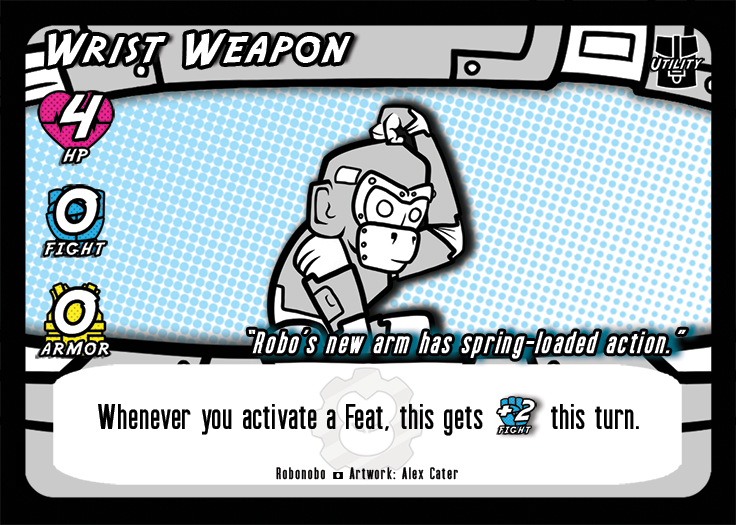 Wrist Weapon
Utility
4
HP
0
Fight
0
Armor
"Robo's new arm has spring-loaded action."
Whenever you activate a Feat, this gets +2 Fight this turn.
Robonobo Artwork: Alex Cater